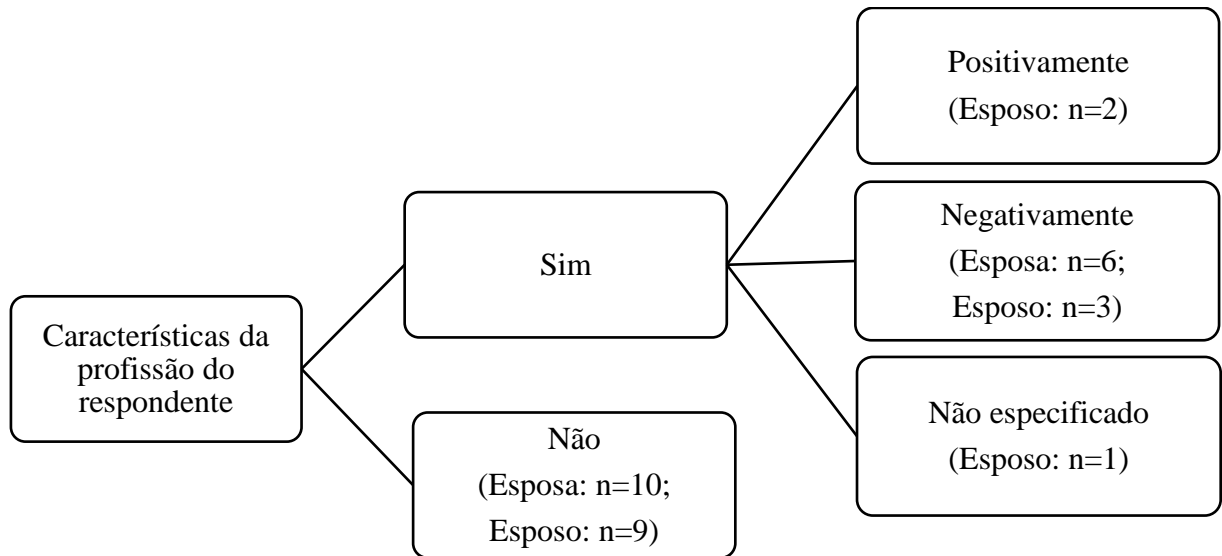 Características da
profissão do
respondente
Sim
Não
(Esposa: n=10;
Esposo: n=9)
Positivamente
(Esposo: n=2)
Negativamente
(Esposa: n=6;
Esposo: n=3)
Não especificado
(Esposo: n=1)